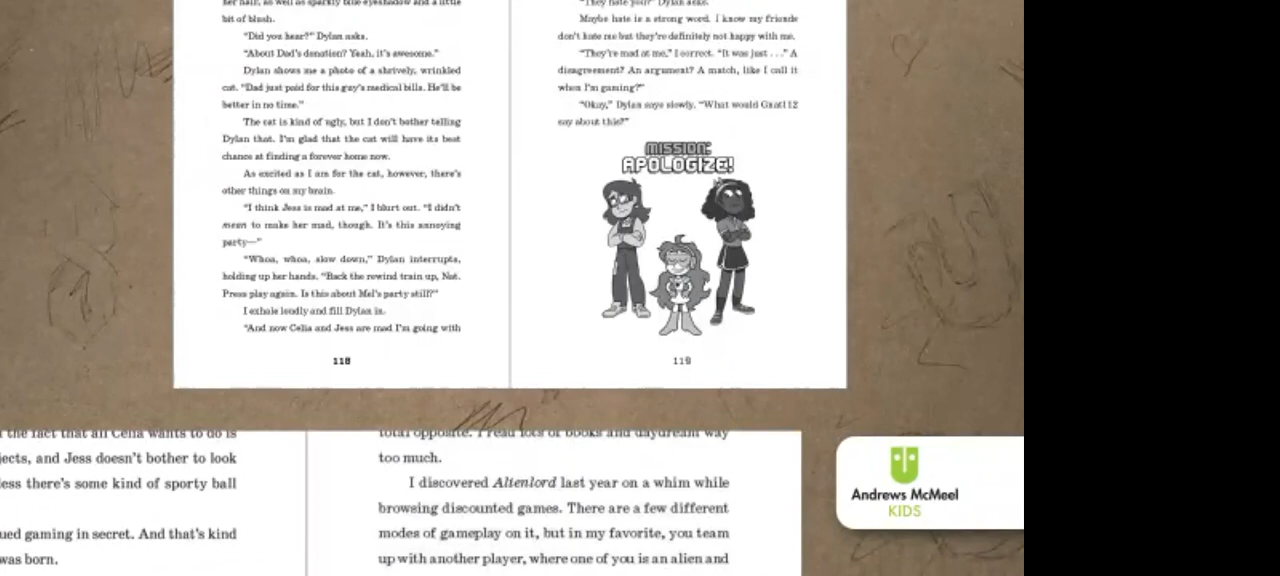 her hair, as well as sparkly blue eyeshadow and a little
bit of blush.
"Did you hear?" Dylan asks.
"About Dad's donation? Yeah, it's awesome."
Dylan shows me a photo of a shrively, wrinkled
cat. "Dad just paid for this guy's medical bills. He'll be
better in no time."
The cat is kind of ugly, but I don't bother telling
Dylan that. I'm glad that the cat will have its best
chance at finding a forever home now.
As excited as I am for the cat, however, there's
other things on my brain.
"I think Jess is mad at me," I blurt out. "I didn't
mean to make her mad, though. It's this annoying
party—"
"Whoa, whoa, slow down," Dylan interrupts,
holding up her hands. "Back the rewind train up, Nat.
Press play again. Is this about Mel's party still?"
I exhale loudly and fill Dylan in.
"And now Celia and Jess are mad I'm going with
118
"They hate you?" Dylan asks.
Maybe hate is a strong word. I know my friends
don't hate me but they're definitely not happy with me.
"They're mad at me," I correct. "It was just . . ." A
disagreement? An argument? A match, like I call it
when I'm gaming?"
"Okay," Dylan says slowly. "What would Gnat112
say about this?"
MISSION:
APOLOGIZE!
119
the fact that all Celia wants to do is
jects, and Jess doesn't bother to look
less there's some kind of sporty ball
ued gaming in secret. And that's kind
was born.
total opposite. I read lots of books and daydream way
too much.
I discovered Altenlord last year on a whim while
browsing discounted games. There are a few different
modes of gameplay on it, but in my favorite, you team
up with another player, where one of you is an alien and
Andrews McMeel
KIDS